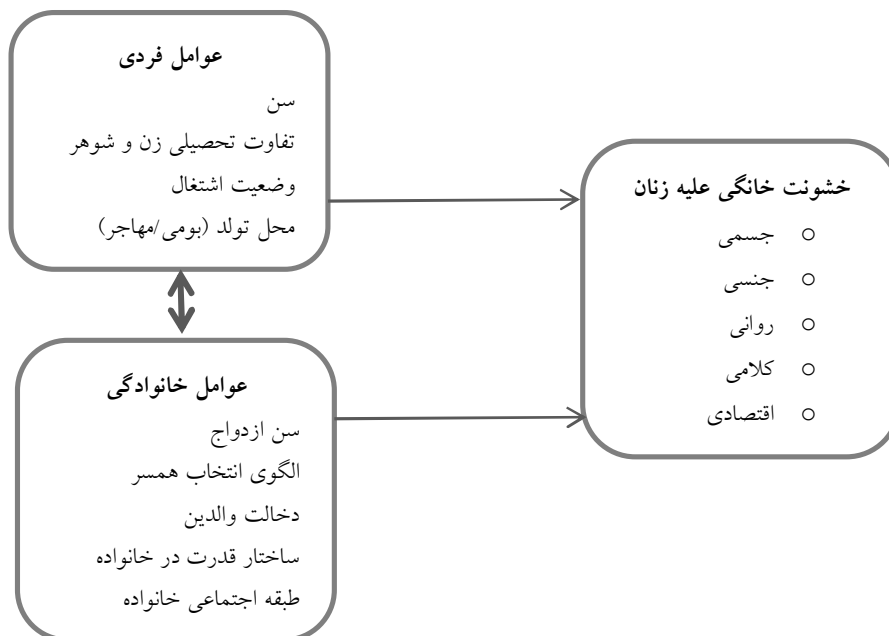 عوامل فردی
سن
تفاوت تحصیلی زن و شوهر
وضعیت اشتغال
محل تولد (بومی/مهاجر)
خشونت خانگی علیه زنان
○ جسمی
○ جنسی
○ روانی
○ کلامی
○ اقتصادی
عوامل خانوادگی
سن ازدواج
الگوی انتخاب همسر
دخالت والدین
ساختار قدرت در خانواده
طبقه اجتماعی خانواده